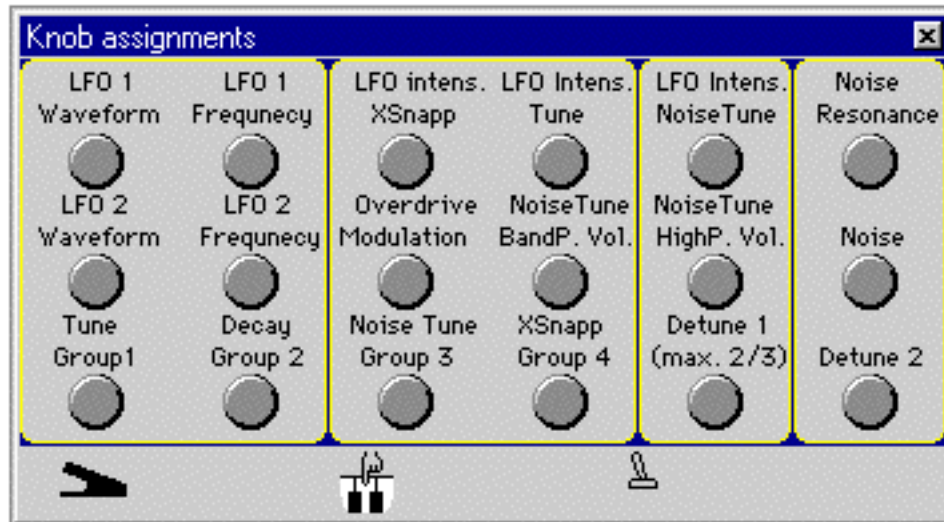 Knob assignments
LFO 1 LFO 1 LFO intens. LFO Intens. LFO Intens. Noise
Waveform Frequnecy XSnapp Tune NoiseTune Resonance
LFO 2 LFO 2 Overdrive NoiseTune NoiseTune
Waveform Frequnecy Modulation BandP. Vol. HighP. Vol. Noise
Tune Decay Noise Tune XSnapp Detune 1
Group1 Group 2 Group 3 Group 4 (max. 2/3) Detune 2